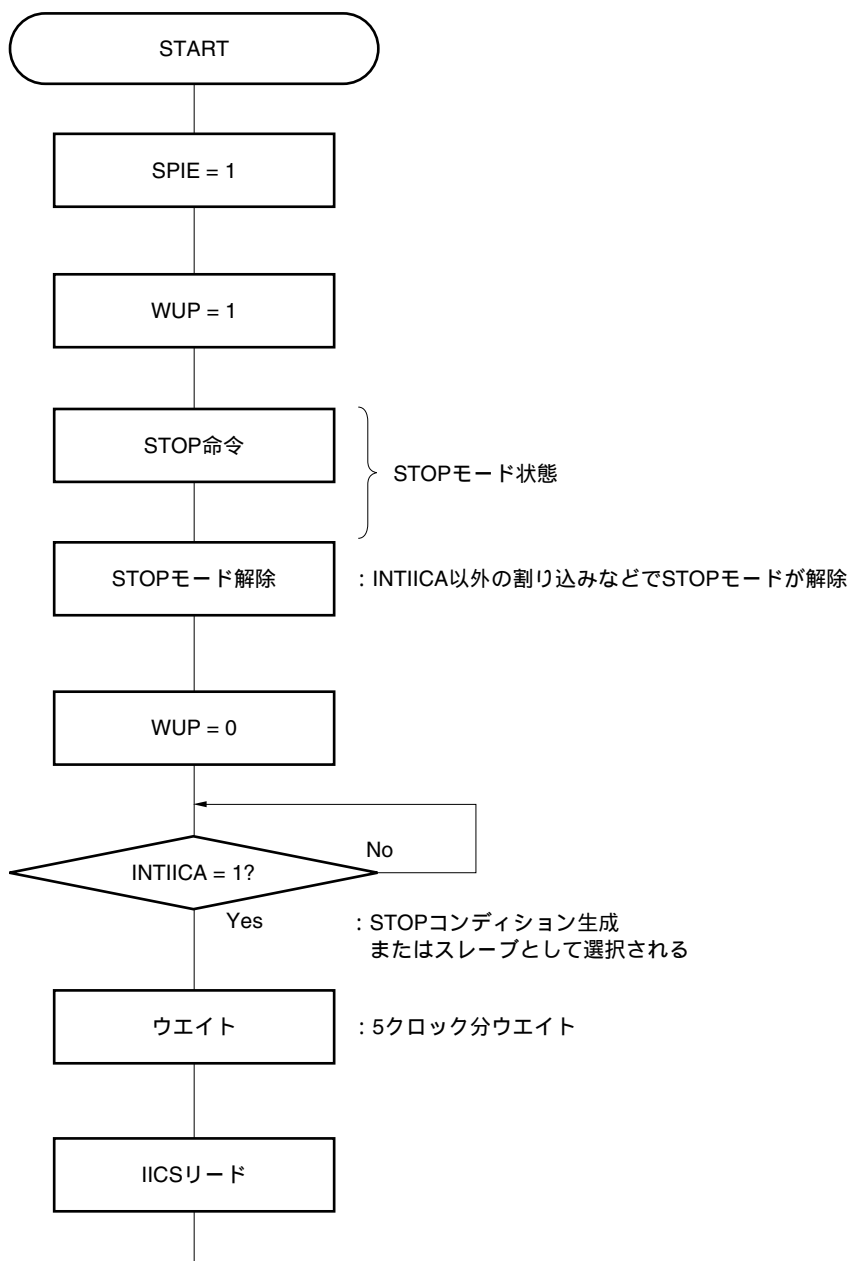 START
SPIE = 1
WUP = 1
STOP命令
STOPモード状態
STOPモード解除
：INTIICA以外の割り込みなどでSTOPモードが解除
WUP = 0
INTIICA = 1?
No
Yes
：STOPコンディション生成
またはスレーブとして選択される
ウエイト
：5クロック分ウエイト
IICSリード